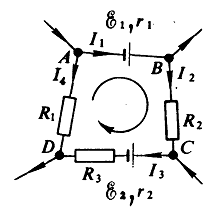 ℰ₁, r₁
A I₁ B
I₄ I₂
R₁ R₂
D R₃ I₃ C
ℰ₂, r₂